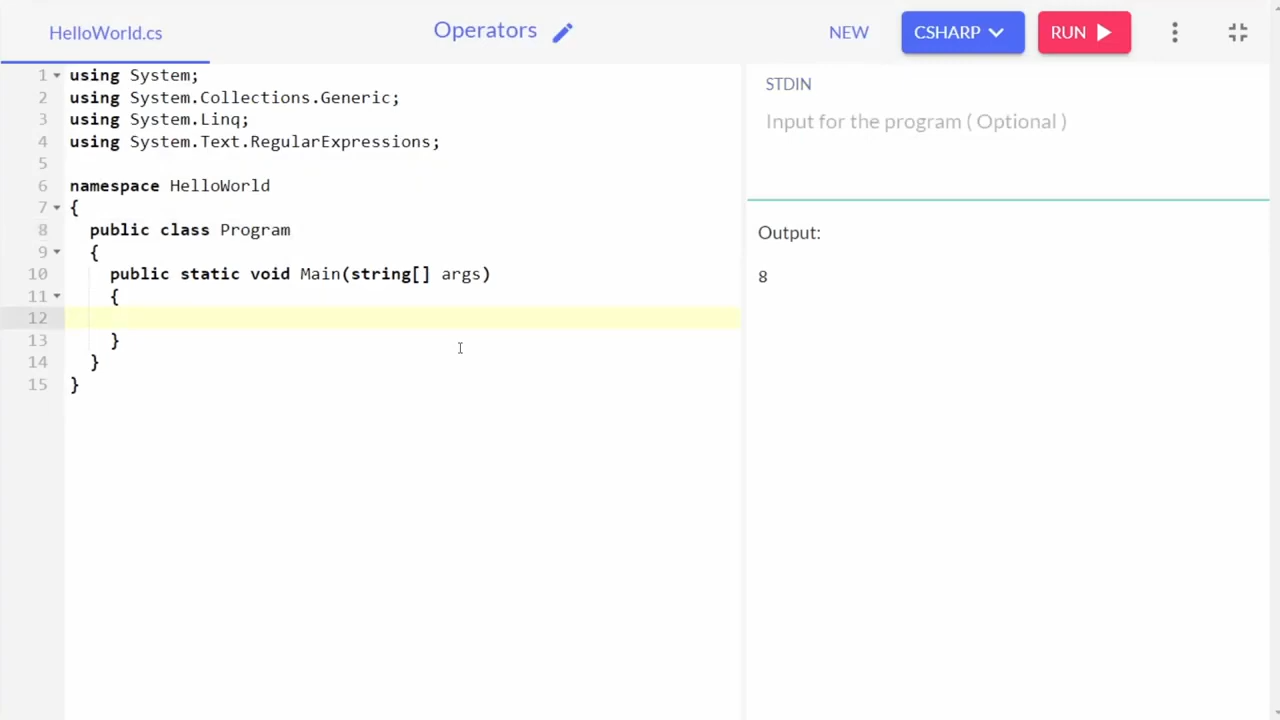 HelloWorld.cs
Operators
NEW
CSHARP
RUN
1 using System;
2 using System.Collections.Generic;
3 using System.Linq;
4 using System.Text.RegularExpressions;
5
6 namespace HelloWorld
7 {
8 public class Program
9 {
10 public static void Main(string[] args)
11 {
12
13 }
14 }
15 }
STDIN
Input for the program ( Optional )
Output:
8